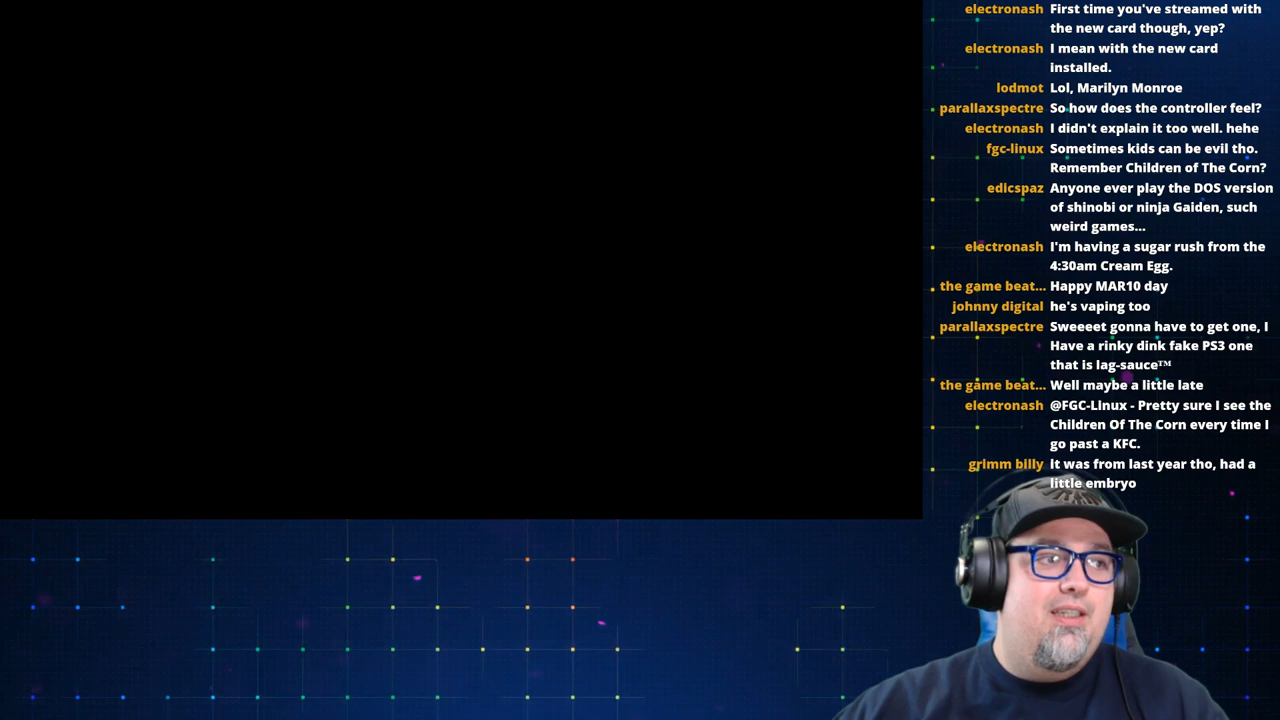 electronash First time you've streamed with
the new card though, yep?
electronash I mean with the new card
installed.
lodmot Lol, Marilyn Monroe
parallaxspectre So how does the controller feel?
electronash I didn't explain it too well. hehe
fgc-linux Sometimes kids can be evil tho.
Remember Children of The Corn?
edicspaz Anyone ever play the DOS version
of shinobi or ninja Gaiden, such
weird games...
electronash I'm having a sugar rush from the
4:30am Cream Egg.
the game beat... Happy MAR10 day
johnny digital he's vaping too
parallaxspectre Sweeeet gonna have to get one, I
Have a rinky dink fake PS3 one
that is lag-sauce™
the game beat... Well maybe a little late
electronash @FGC-Linux - Pretty sure I see the
Children Of The Corn every time I
go past a KFC.
grimm billy It was from last year tho, had a
little embryo